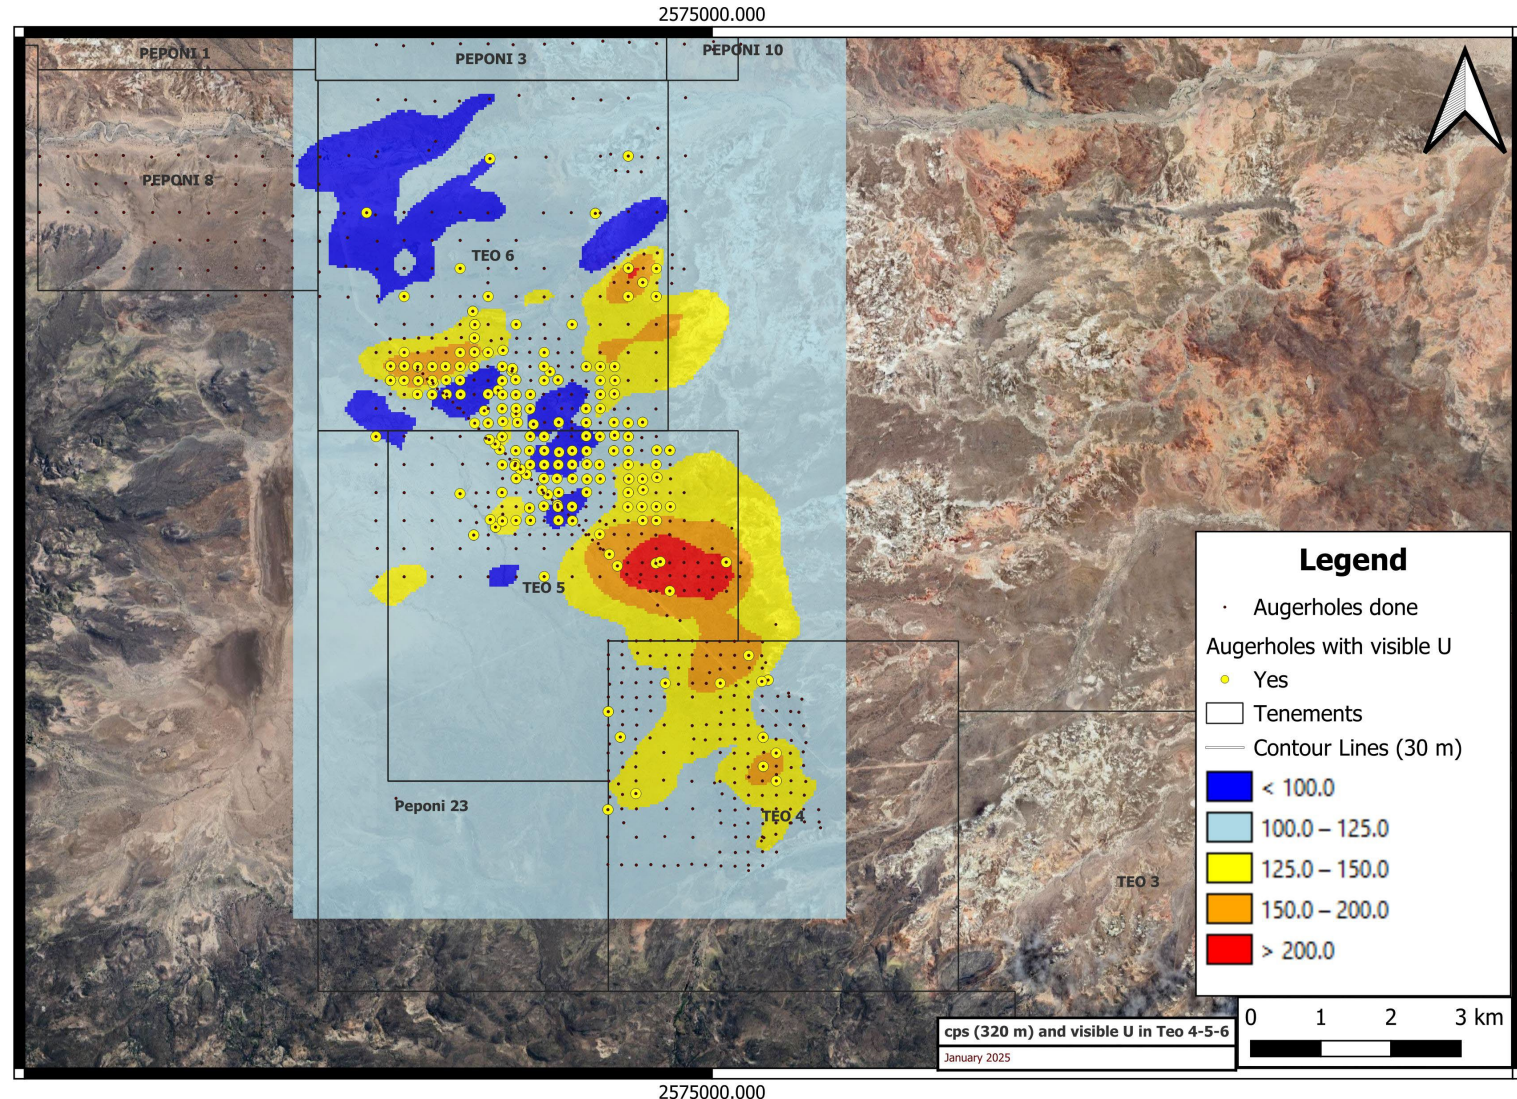 2575000.000
PEPONI 1
PEPONI 3
PEPONI 10
PEPONI 8
TEO 6
TEO 5
Peponi 23
TEO 4
TEO 3
Legend
Augerholes done
Augerholes with visible U
Yes
Tenements
Contour Lines (30 m)
< 100.0
100.0 – 125.0
125.0 – 150.0
150.0 – 200.0
> 200.0
0 1 2 3 km
cps (320 m) and visible U in Teo 4-5-6
January 2025
2575000.000